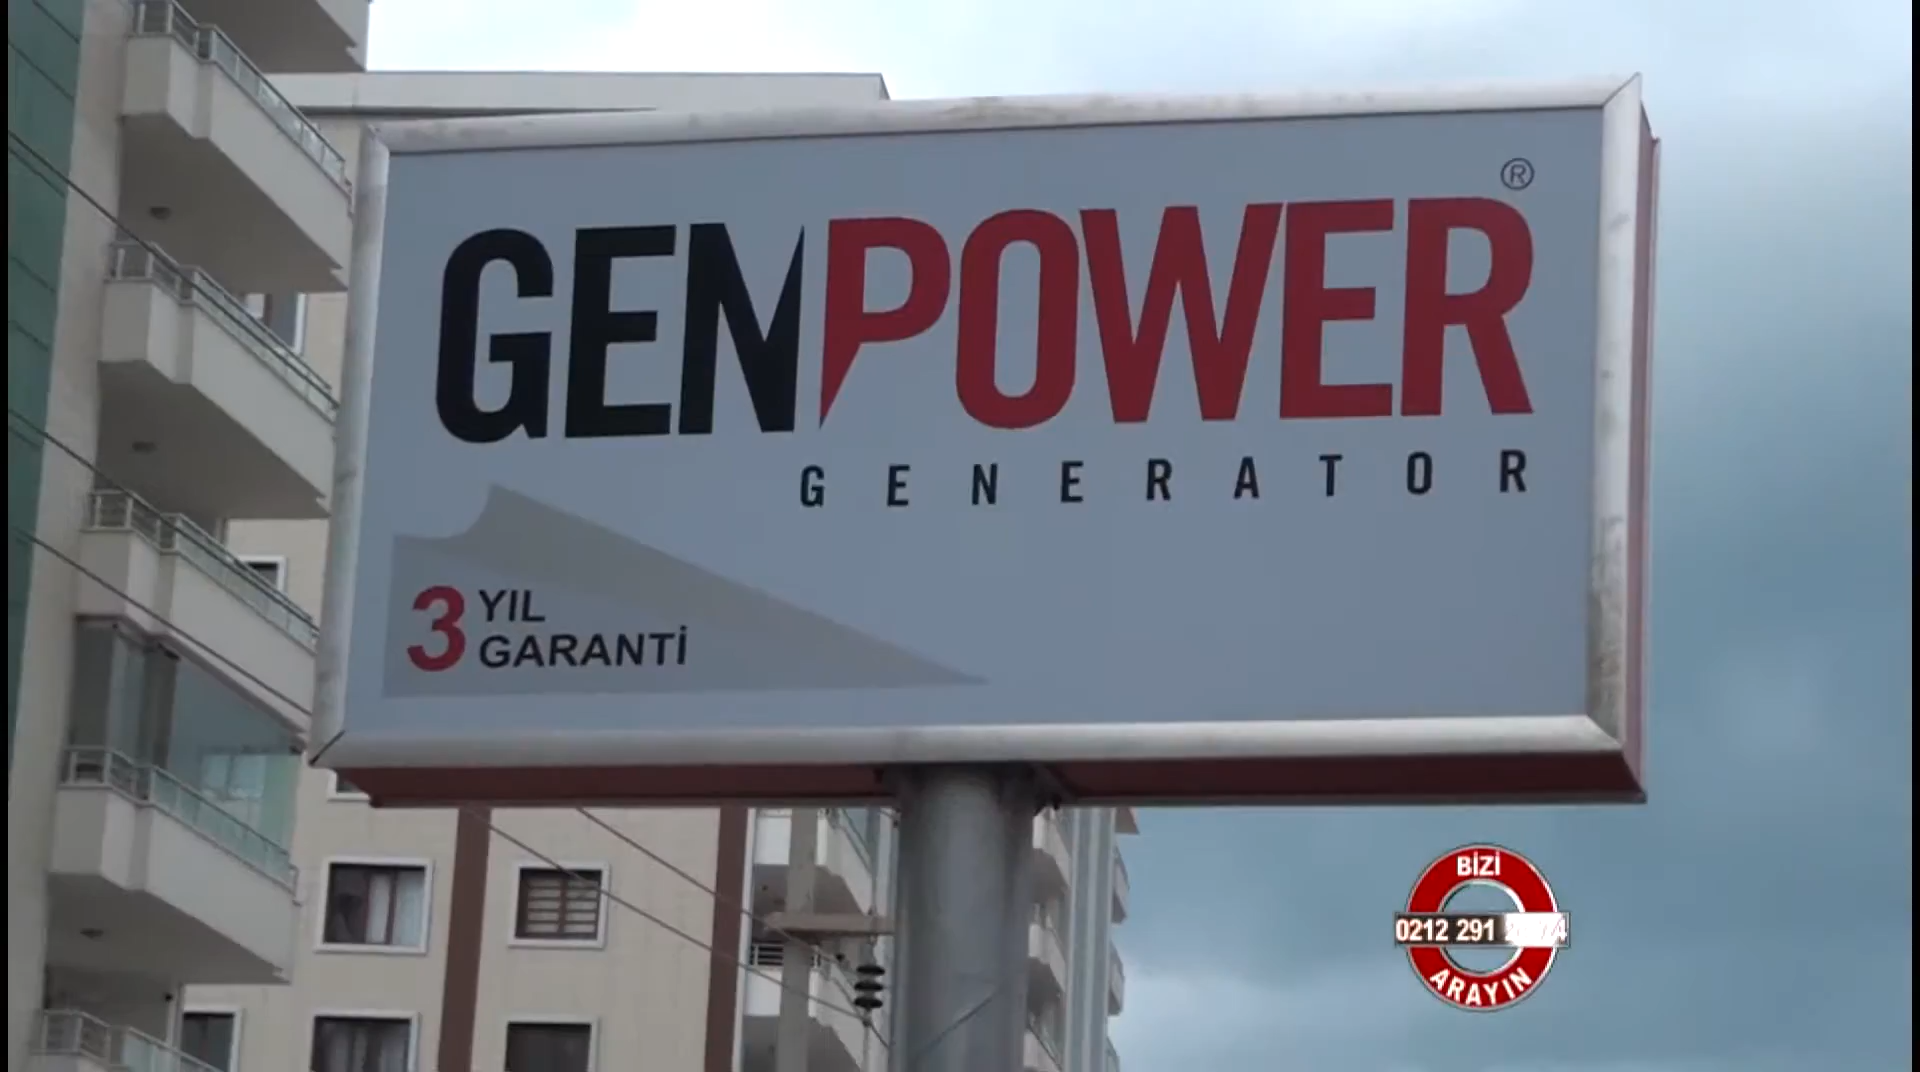 GENPOWER®
GENERATOR
3 YIL
GARANTİ
BİZİ
0212 291
ARAYIN